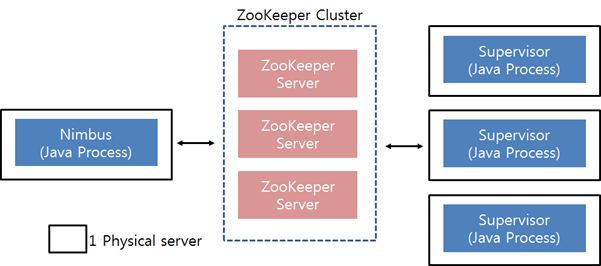 ZooKeeper Cluster
Nimbus
(Java Process)
ZooKeeper
Server
ZooKeeper
Server
ZooKeeper
Server
Supervisor
(Java Process)
Supervisor
(Java Process)
Supervisor
(Java Process)
1 Physical server